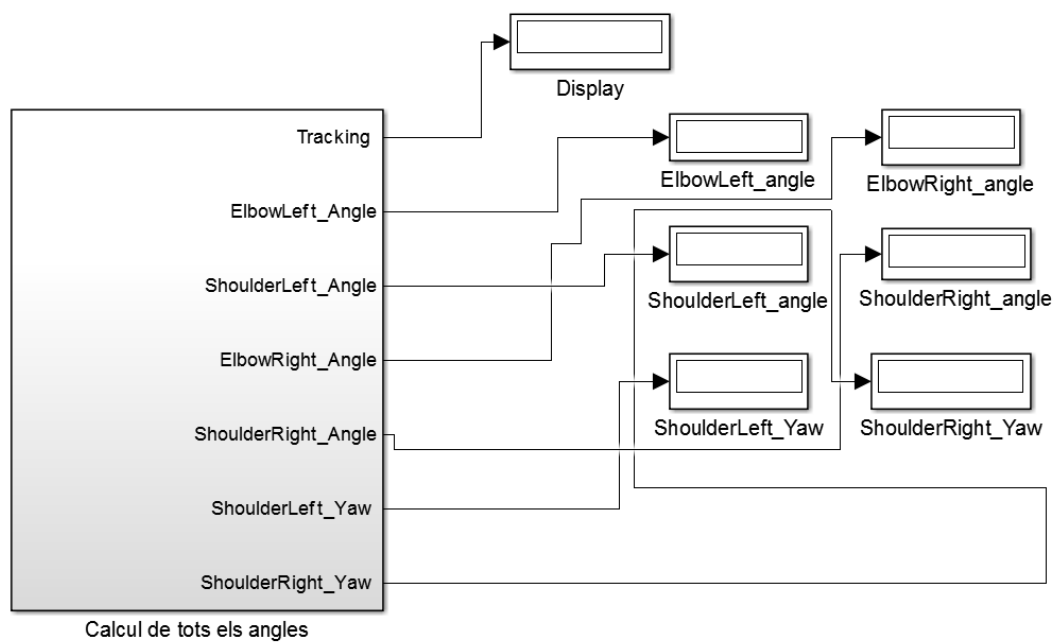 Display
Tracking
ElbowLeft_angle
ElbowRight_angle
ElbowLeft_Angle
ShoulderLeft_Angle
ShoulderLeft_angle
ShoulderRight_angle
ElbowRight_Angle
ShoulderRight_Angle
ShoulderLeft_Yaw
ShoulderRight_Yaw
ShoulderLeft_Yaw
ShoulderRight_Yaw
Calcul de tots els angles